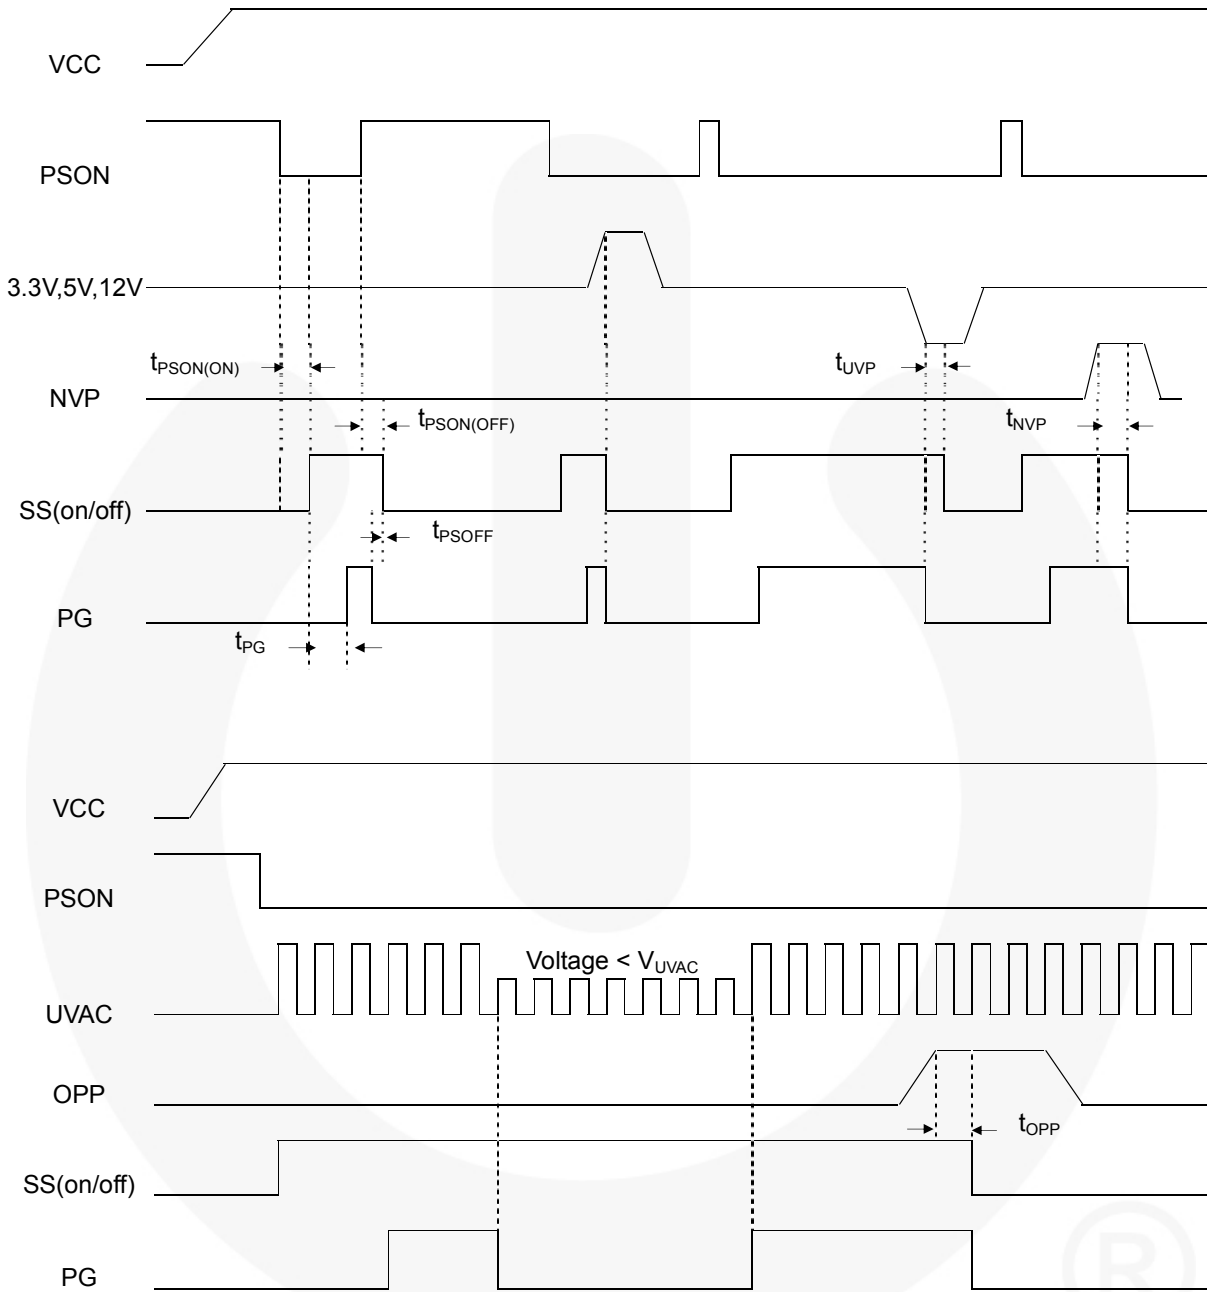 VCC
PSON
3.3V,5V,12V
tPSON(ON)
tUVP
NVP
tPSON(OFF)
tNVP
SS(on/off)
tPSOFF
PG
tPG
VCC
PSON
Voltage < VUVAC
UVAC
OPP
tOPP
SS(on/off)
PG
®